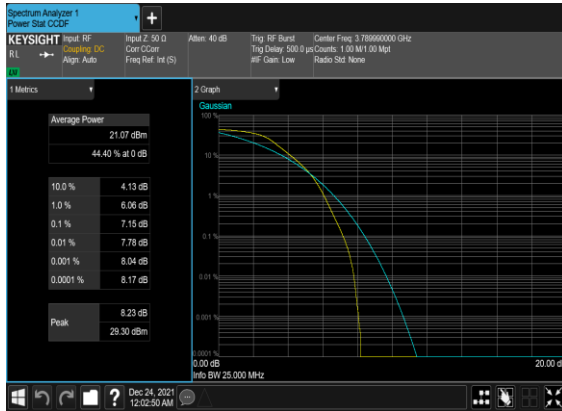 Spectrum Analyzer 1
Power Stat CCDF
+
KEYSIGHT
RL
LXI
Input: RF
Coupling: DC
Align: Auto
Input Z: 50 Ω
Corr CCorr
Freq Ref: Int (S)
Atten: 40 dB
Trig: RF Burst
Trig Delay: 500.0 µs
#IF Gain: Low
Center Freq: 3.789990000 GHz
Counts: 1.00 M/1.00 Mpt
Radio Std: None
1 Metrics
Average Power
21.07 dBm
44.40 % at 0 dB
10.0 % 4.13 dB
1.0 % 6.06 dB
0.1 % 7.15 dB
0.01 % 7.78 dB
0.001 % 8.04 dB
0.0001 % 8.17 dB
Peak
8.23 dB
29.30 dBm
2 Graph
Gaussian
100 %
10 %
1 %
0.1 %
0.01 %
0.001 %
0.0001 %
0.00 dB 20.00 dB
Info BW 25.000 MHz
?
Dec 24, 2021
12:02:50 AM